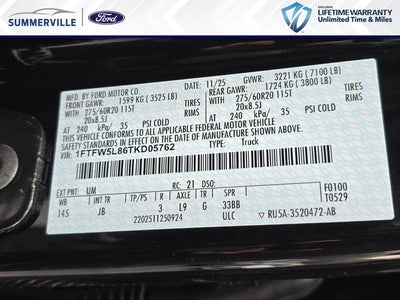 SUMMERVILLE
Ford
EXCLUSIVE
LIFETIME WARRANTY
Unlimited Time & Miles
MFD. BY FORD MOTOR CO.
FRONT GAWR: 1599 KG ( 3525 LB)
275/60R20 115T TIRES
20x8.5J RIMS
AT 240 kPa/ 35 PSI COLD
11/25 GVWR: 3221 KG ( 7100 LB)
REAR GAWR: 1724 KG ( 3800 LB)
275/60R20 115T TIRES
20x8.5J RIMS
AT 240 kPa/ 35 PSI COLD
THIS VEHICLE CONFORMS TO ALL APPLICABLE FEDERAL MOTOR VEHICLE SAFETY STANDARDS IN
EFFECT ON THE DATE OF MANUFACTURE SHOWN ABOVE.
VIN: 1FTFW5L86TKD05762
TYPE: Truck
EXT PNT: UM RC: 21 DSO:
WB INT TR TP/PS R AXLE TR SPR
145 JB 3 L9 G 33BB
2202511250924 ULC
F0100
T0529
RU5A-3520472-AB